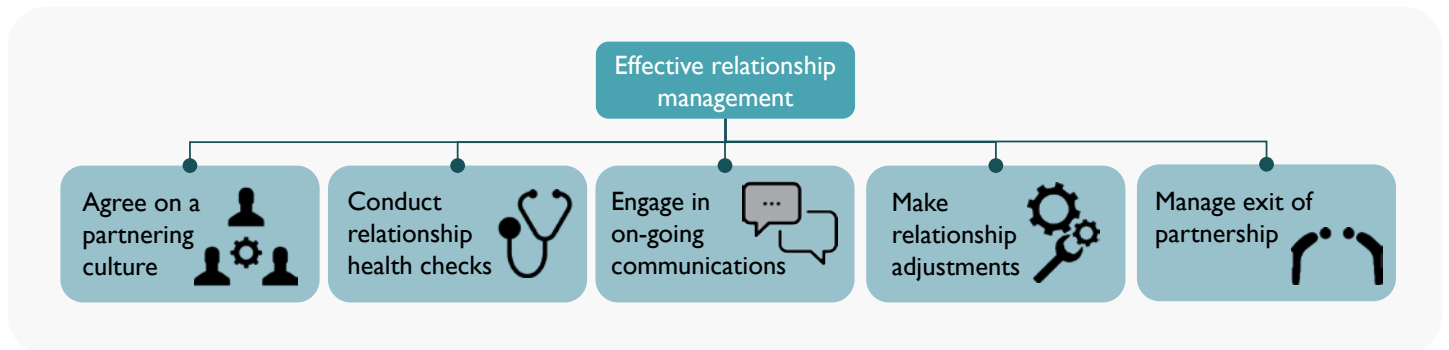 Effective relationship
management
Agree on a
partnering
culture
Conduct
relationship
health checks
Engage in
on-going
communications
...
Make
relationship
adjustments
Manage exit of
partnership